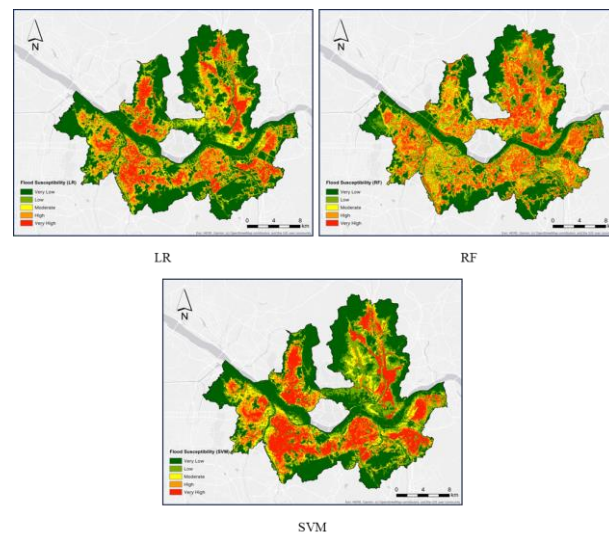 N
Flood Susceptibility (LR)
Very Low
Low
Moderate
High
Very High
0 4 8
km
LR
N
Flood Susceptibility (RF)
Very Low
Low
Moderate
High
Very High
0 4 8
km
RF
N
Flood Susceptibility (SVM)
Very Low
Low
Moderate
High
Very High
0 4 8
km
SVM